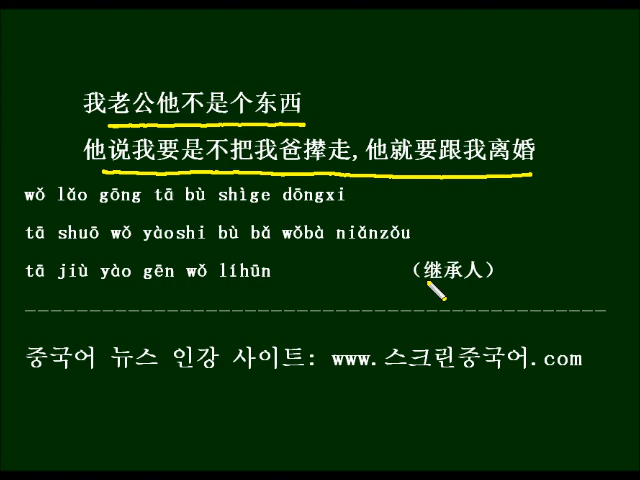 我老公他不是个东西
他说我要是不把我爸撵走,他就要跟我离婚
wǒ lǎo gōng tā bù shìge dōngxi
tā shuō wǒ yàoshi bù bǎ wǒbà niǎnzǒu
tā jiù yào gēn wǒ líhūn （继承人）
중국어 뉴스 인강 사이트: www.스크린중국어.com